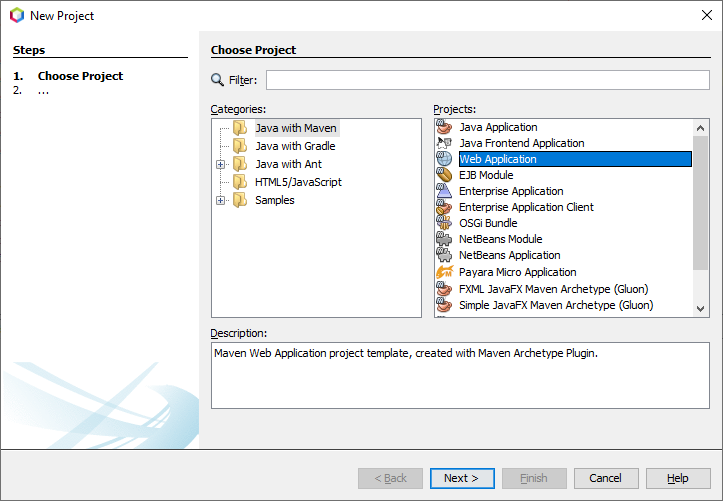 New Project
Steps
1. Choose Project
2. ...
Choose Project
Filter:
Categories:
Java with Maven
Java with Gradle
Java with Ant
HTML5/JavaScript
Samples
Projects:
Java Application
Java Frontend Application
Web Application
EJB Module
Enterprise Application
Enterprise Application Client
OSGi Bundle
NetBeans Module
NetBeans Application
Payara Micro Application
FXML JavaFX Maven Archetype (Gluon)
Simple JavaFX Maven Archetype (Gluon)
Description:
Maven Web Application project template, created with Maven Archetype Plugin.
< Back
Next >
Finish
Cancel
Help